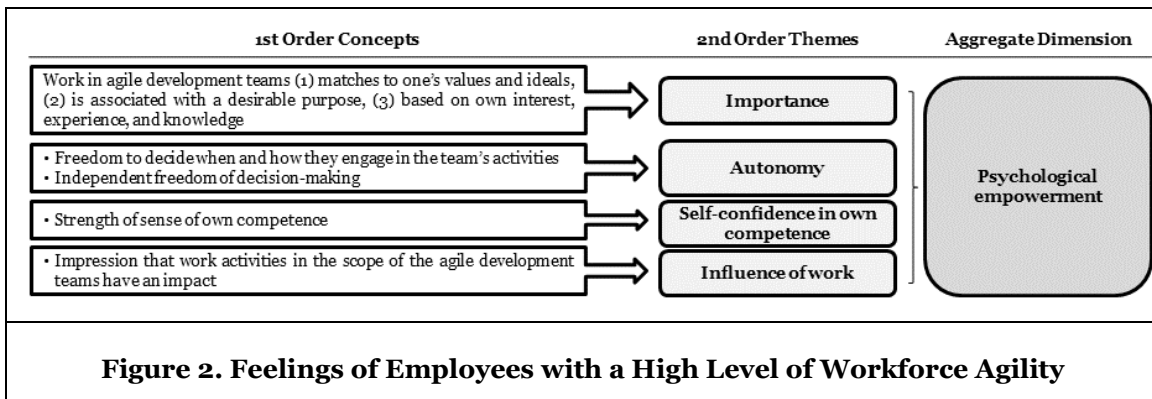 1st Order Concepts
2nd Order Themes
Aggregate Dimension
Work in agile development teams (1) matches to one's values and ideals,
(2) is associated with a desirable purpose, (3) based on own interest,
experience, and knowledge
Importance
• Freedom to decide when and how they engage in the team's activities
• Independent freedom of decision-making
Autonomy
• Strength of sense of own competence
Self-confidence in own
competence
• Impression that work activities in the scope of the agile development
teams have an impact
Influence of work
Psychological
empowerment
Figure 2. Feelings of Employees with a High Level of Workforce Agility